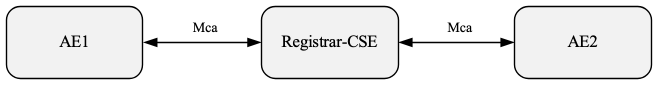 AE1
Mca
Registrar-CSE
Mca
AE2